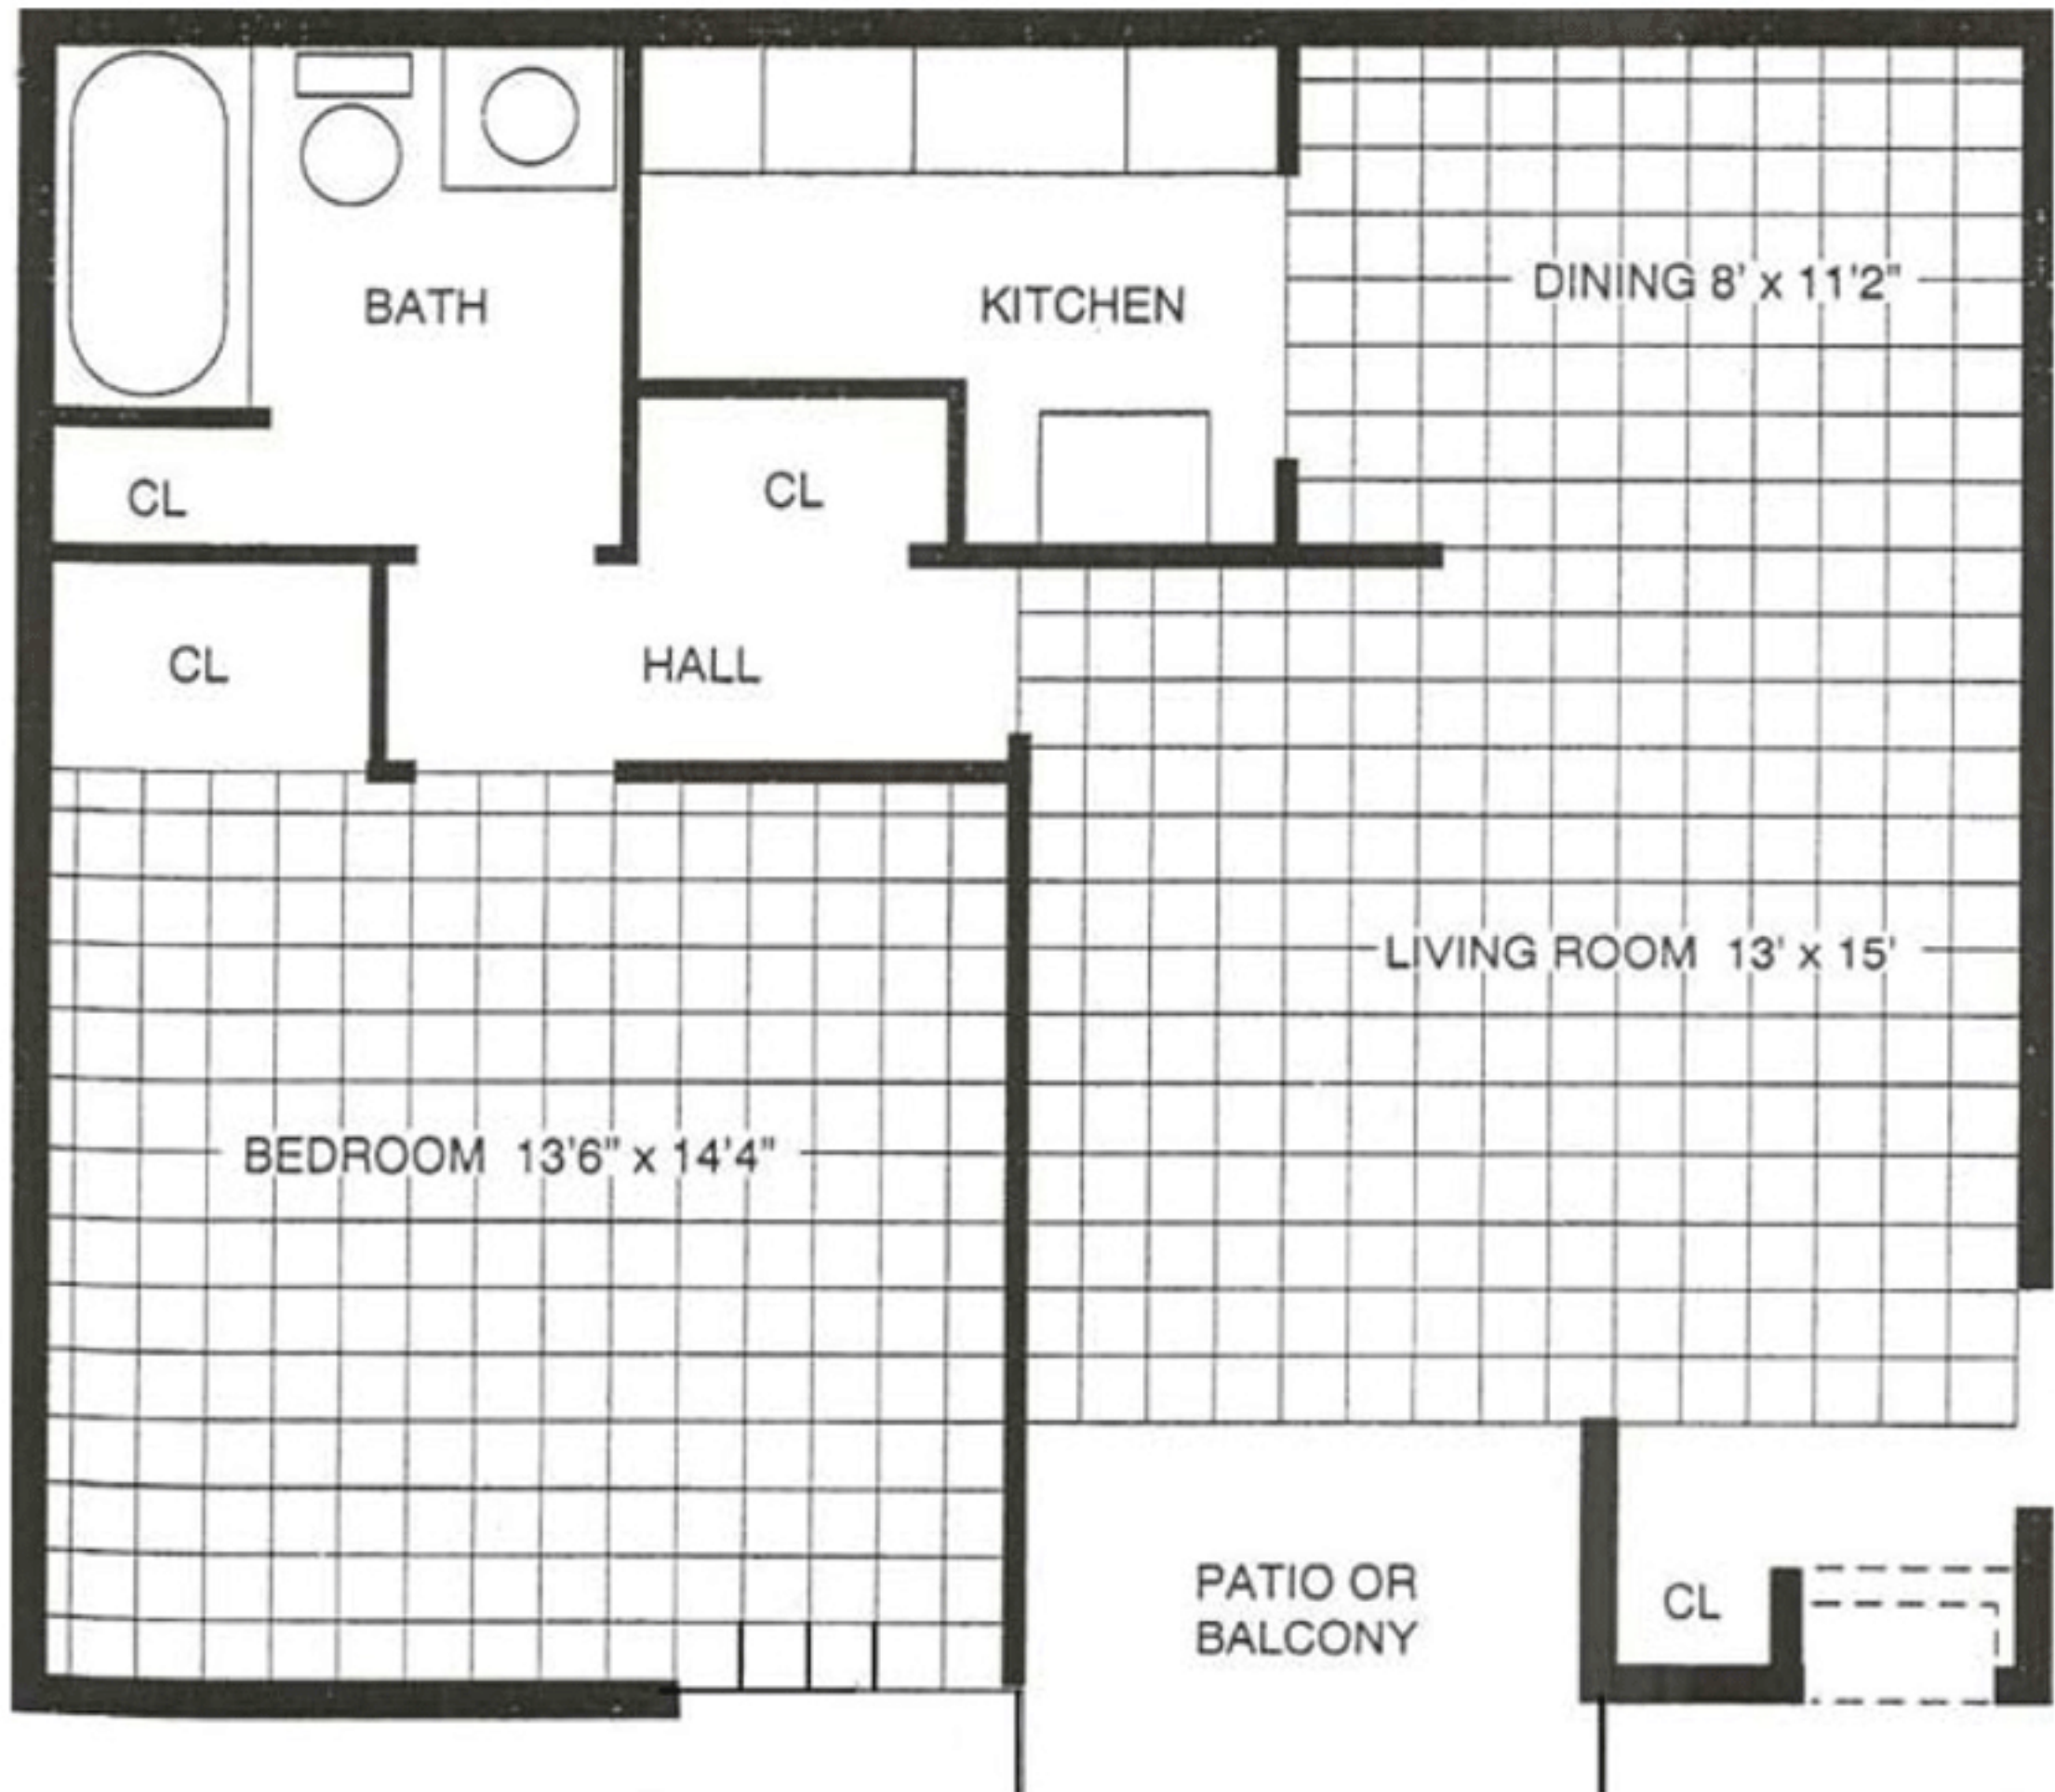 DINING 8' x 11'2"
BATH
KITCHEN
CL
CL
CL
HALL
LIVING ROOM 13' x 15'
BEDROOM 13'6" x 14'4"
PATIO OR
BALCONY
CL